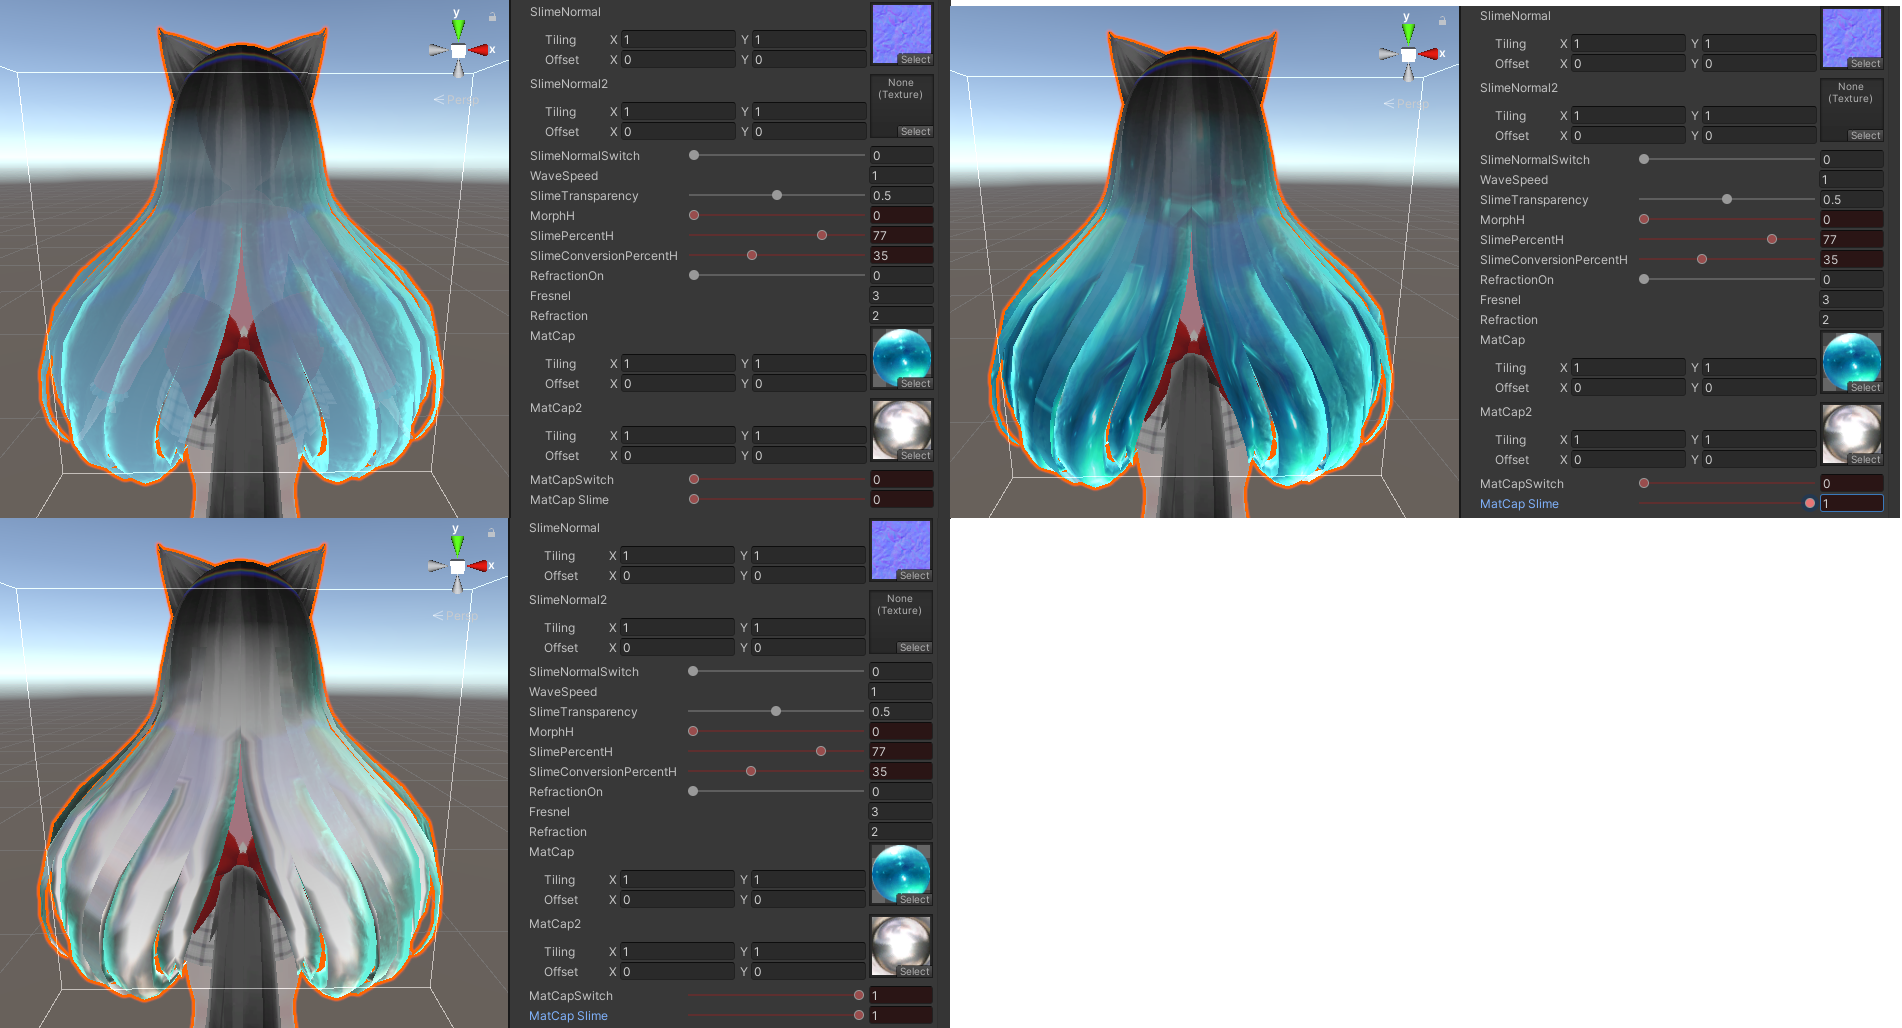 y
x
Persp
SlimeNormal
Tiling X 1 Y 1
Offset X 0 Y 0
Select
SlimeNormal2
None
(Texture)
Tiling X 1 Y 1
Offset X 0 Y 0
Select
SlimeNormalSwitch 0
WaveSpeed 1
SlimeTransparency 0.5
MorphH 0
SlimePercentH 77
SlimeConversionPercentH 35
RefractionOn 0
Fresnel 3
Refraction 2
MatCap
Tiling X 1 Y 1
Offset X 0 Y 0
Select
MatCap2
Tiling X 1 Y 1
Offset X 0 Y 0
Select
MatCapSwitch 0
MatCap Slime 0
y
x
Persp
SlimeNormal
Tiling X 1 Y 1
Offset X 0 Y 0
Select
SlimeNormal2
None
(Texture)
Tiling X 1 Y 1
Offset X 0 Y 0
Select
SlimeNormalSwitch 0
WaveSpeed 1
SlimeTransparency 0.5
MorphH 0
SlimePercentH 77
SlimeConversionPercentH 35
RefractionOn 0
Fresnel 3
Refraction 2
MatCap
Tiling X 1 Y 1
Offset X 0 Y 0
Select
MatCap2
Tiling X 1 Y 1
Offset X 0 Y 0
Select
MatCapSwitch 0
MatCap Slime 1
y
x
Persp
SlimeNormal
Tiling X 1 Y 1
Offset X 0 Y 0
Select
SlimeNormal2
None
(Texture)
Tiling X 1 Y 1
Offset X 0 Y 0
Select
SlimeNormalSwitch 0
WaveSpeed 1
SlimeTransparency 0.5
MorphH 0
SlimePercentH 77
SlimeConversionPercentH 35
RefractionOn 0
Fresnel 3
Refraction 2
MatCap
Tiling X 1 Y 1
Offset X 0 Y 0
Select
MatCap2
Tiling X 1 Y 1
Offset X 0 Y 0
Select
MatCapSwitch 1
MatCap Slime 1